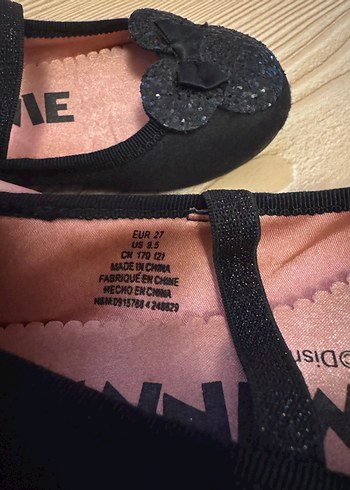 NIE
EUR 27
US 9.5
CN 170 (2)
MADE IN CHINA
FABRIQUÉ EN CHINE
HECHO EN CHINA
H&M 0915768 4 248629
©Disn